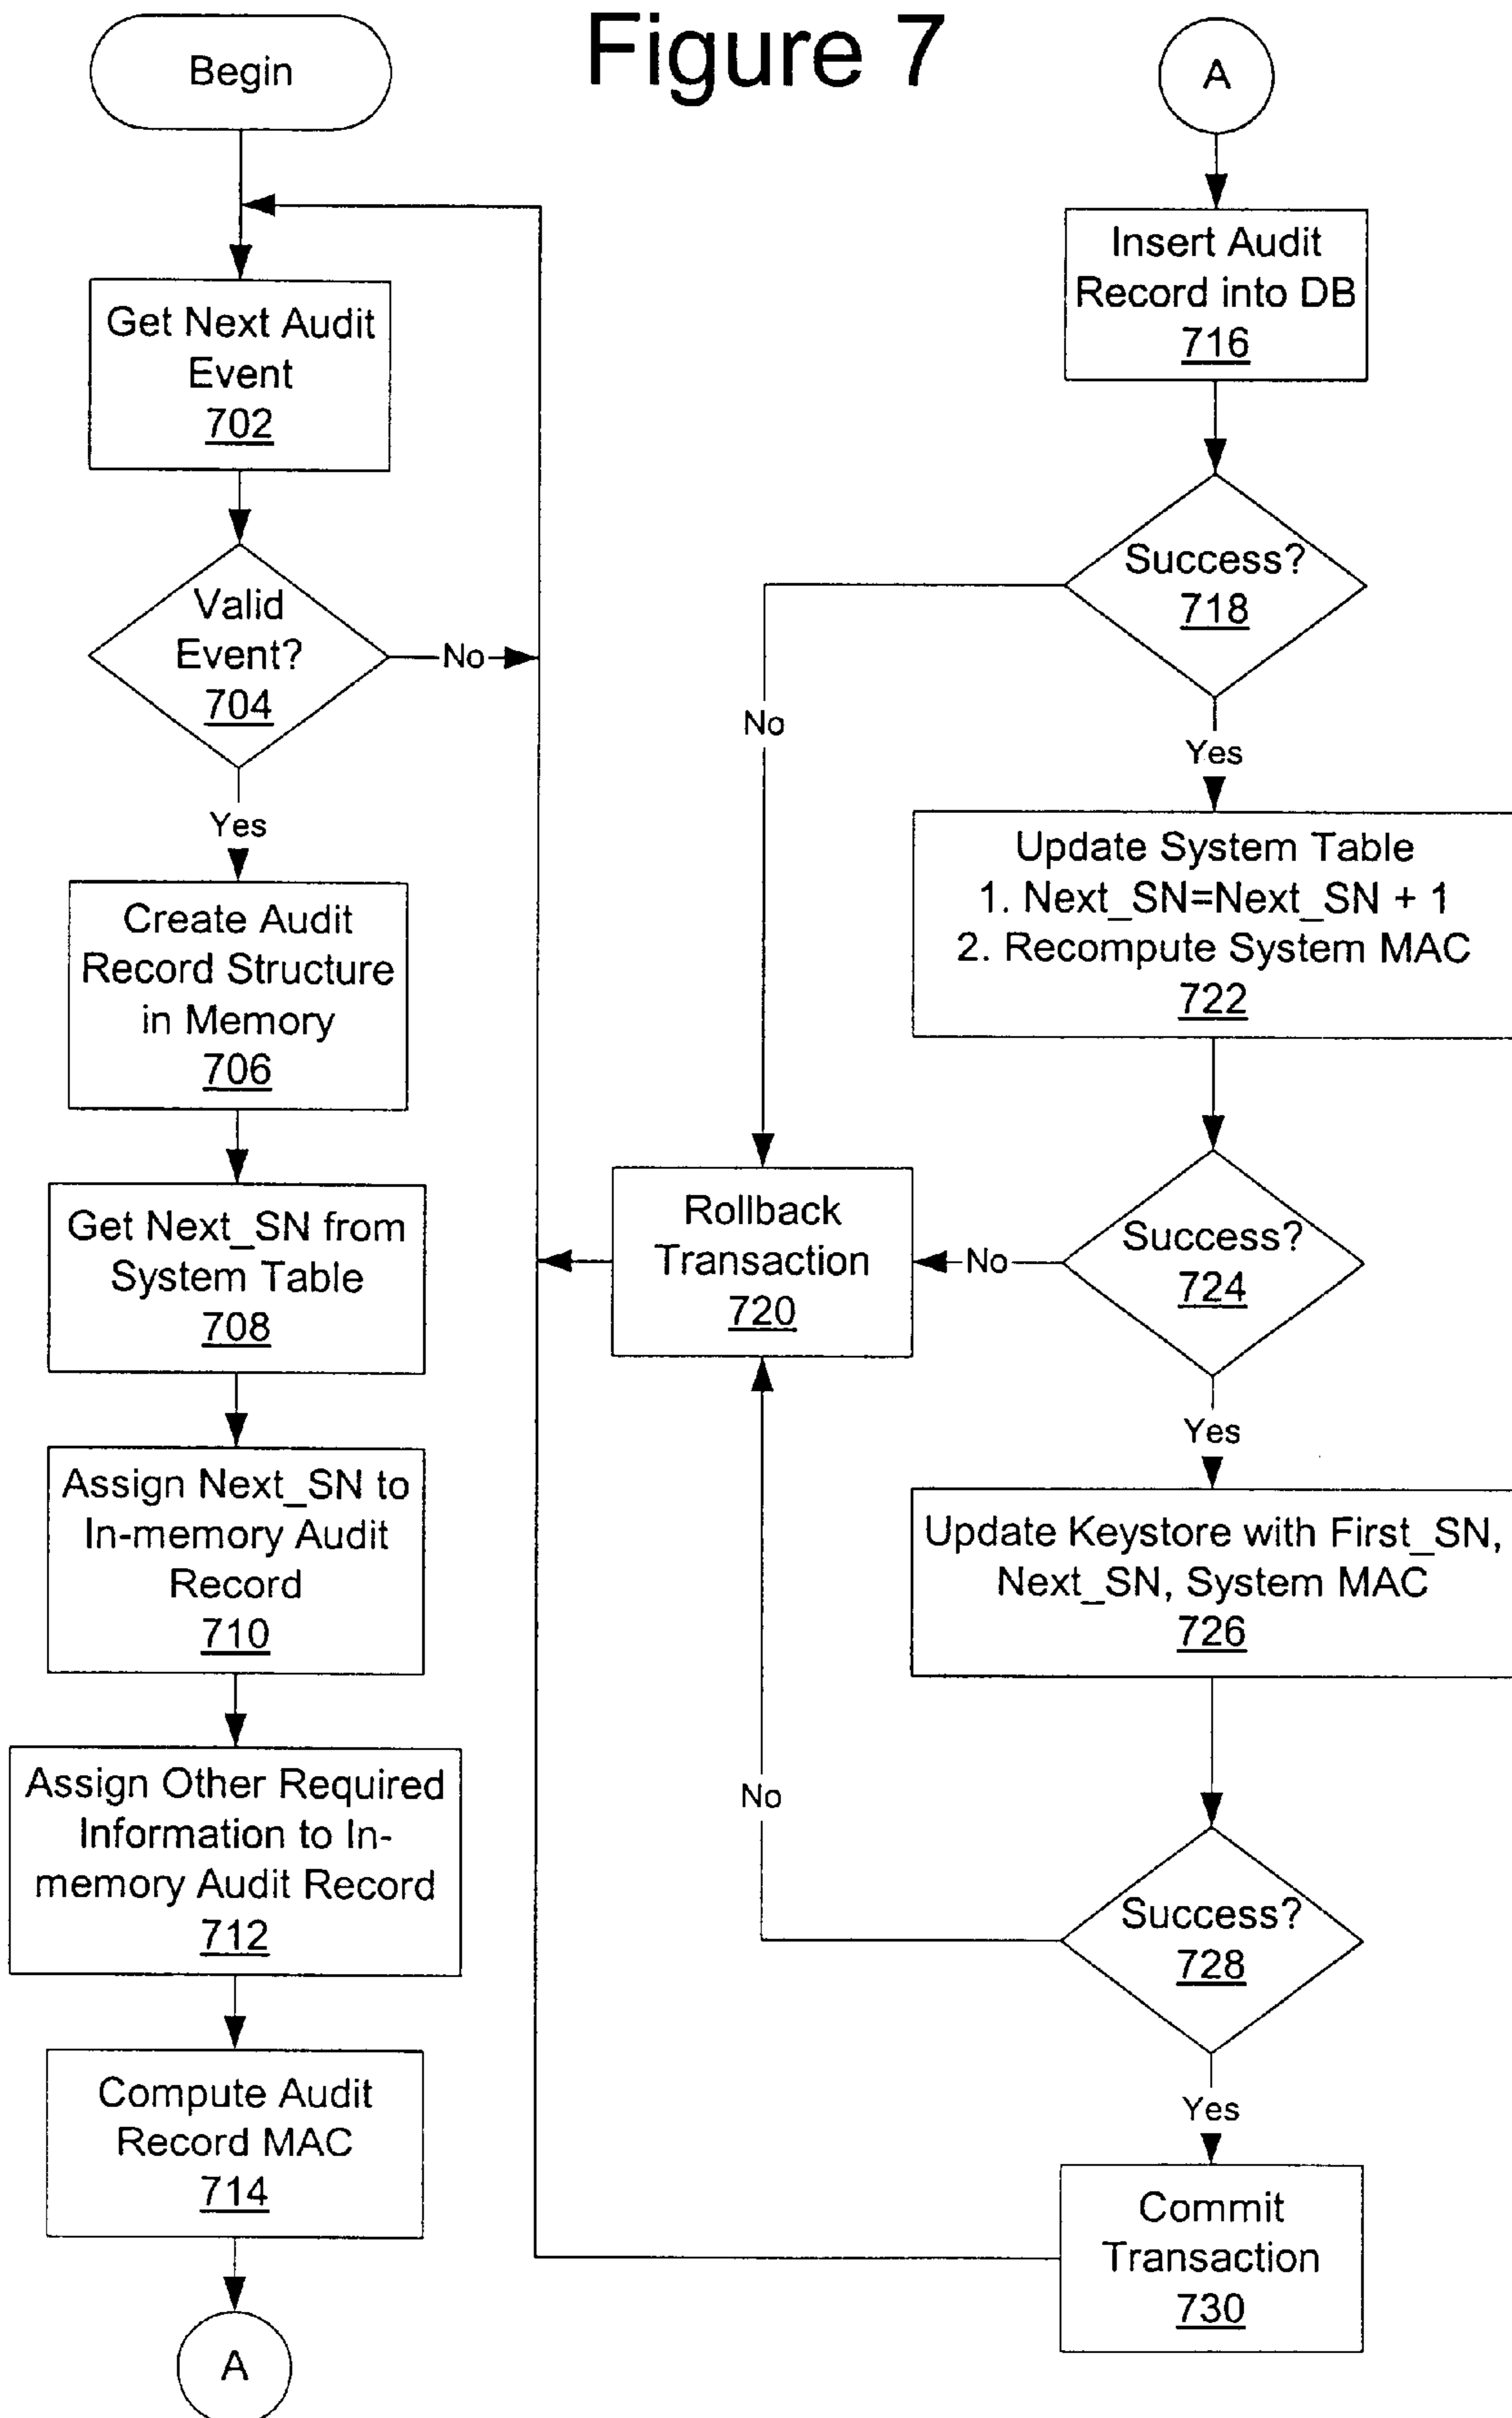 Figure 7
Begin
Get Next Audit
Event
702
Valid
Event?
704
No
Yes
Create Audit
Record Structure
in Memory
706
Get Next_SN from
System Table
708
Assign Next_SN to
In-memory Audit
Record
710
Assign Other Required
Information to In-
memory Audit Record
712
Compute Audit
Record MAC
714
A
A
Insert Audit
Record into DB
716
Success?
718
No
Yes
Update System Table
1. Next_SN=Next_SN + 1
2. Recompute System MAC
722
Success?
724
No
Rollback
Transaction
720
Yes
Update Keystore with First_SN,
Next_SN, System MAC
726
Success?
728
No
Yes
Commit
Transaction
730